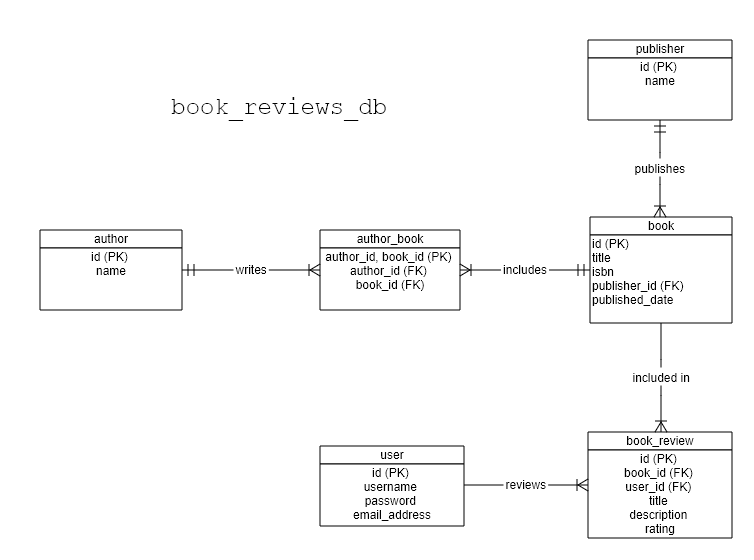 publisher
id (PK)
name
book_reviews_db
publishes
author
id (PK)
name
writes
author_book
author_id, book_id (PK)
author_id (FK)
book_id (FK)
includes
book
id (PK)
title
isbn
publisher_id (FK)
published_date
included in
user
id (PK)
username
password
email_address
reviews
book_review
id (PK)
book_id (FK)
user_id (FK)
title
description
rating